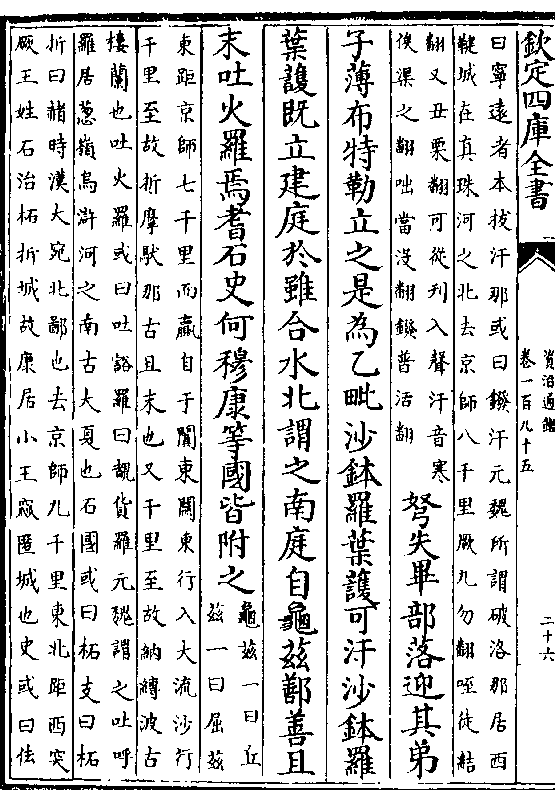 欽定四庫全書
資治通鑑
卷一百九十五
二十六
曰寧遠者本拔汗那或曰鏺汗元魏所謂破洛那居西
鞬城在真珠河之北去京師八千里厥九勿翻咥徒結
翻又丑栗翻可從刋入聲汗音寒
俟渠之翻咄當沒翻鏺普活翻
弩失畢部落迎其弟
子薄布特勒立之是為乙毗沙鉢羅葉護可汗沙鉢羅
葉護既立建庭於雖合水北謂之南庭自龜兹鄯善且
末吐火羅焉耆石史何穆康等國皆附之
龜兹一曰丘
兹一曰屈兹
東距京師七千里而贏自于闐東關東行入大流沙行
千里至故折摩馱那古且末也又千里至故納縛波古
樓蘭也吐火羅或曰吐豁羅曰覩貨羅元魏謂之吐呼
羅居葱嶺烏滸河之南古大夏也石國或曰柘支曰柘
折曰赭時漢大宛北鄙也去京師九千里東北距西突
厥王姓石治柘折城故康居小王窳匿城也史或曰佉